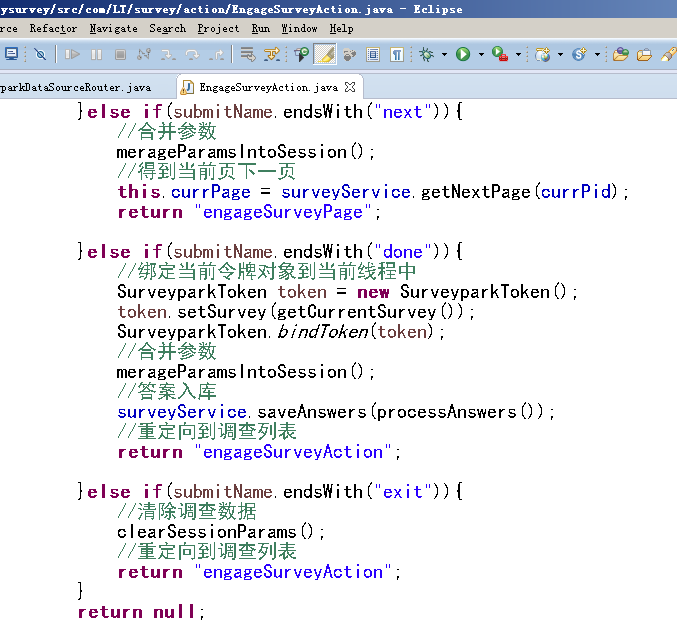 ysurvey/src/com/LT/survey/action/EngageSurveyAction.java - Eclipse
rce Refactor Navigate Search Project Run Window Help
parkDataSourceRouter.java EngageSurveyAction.java
}else if(submitName.endsWith("next")){
//合并参数
merageParamsIntoSession();
//得到当前页下一页
this.currPage = surveyService.getNextPage(currPid);
return "engageSurveyPage";
}else if(submitName.endsWith("done")){
//绑定当前令牌对象到当前线程中
SurveyparkToken token = new SurveyparkToken();
token.setSurvey(getCurrentSurvey());
SurveyparkToken.bindToken(token);
//合并参数
merageParamsIntoSession();
//答案入库
surveyService.saveAnswers(processAnswers());
//重定向到调查列表
return "engageSurveyAction";
}else if(submitName.endsWith("exit")){
//清除调查数据
clearSessionParams();
//重定向到调查列表
return "engageSurveyAction";
}
return null;